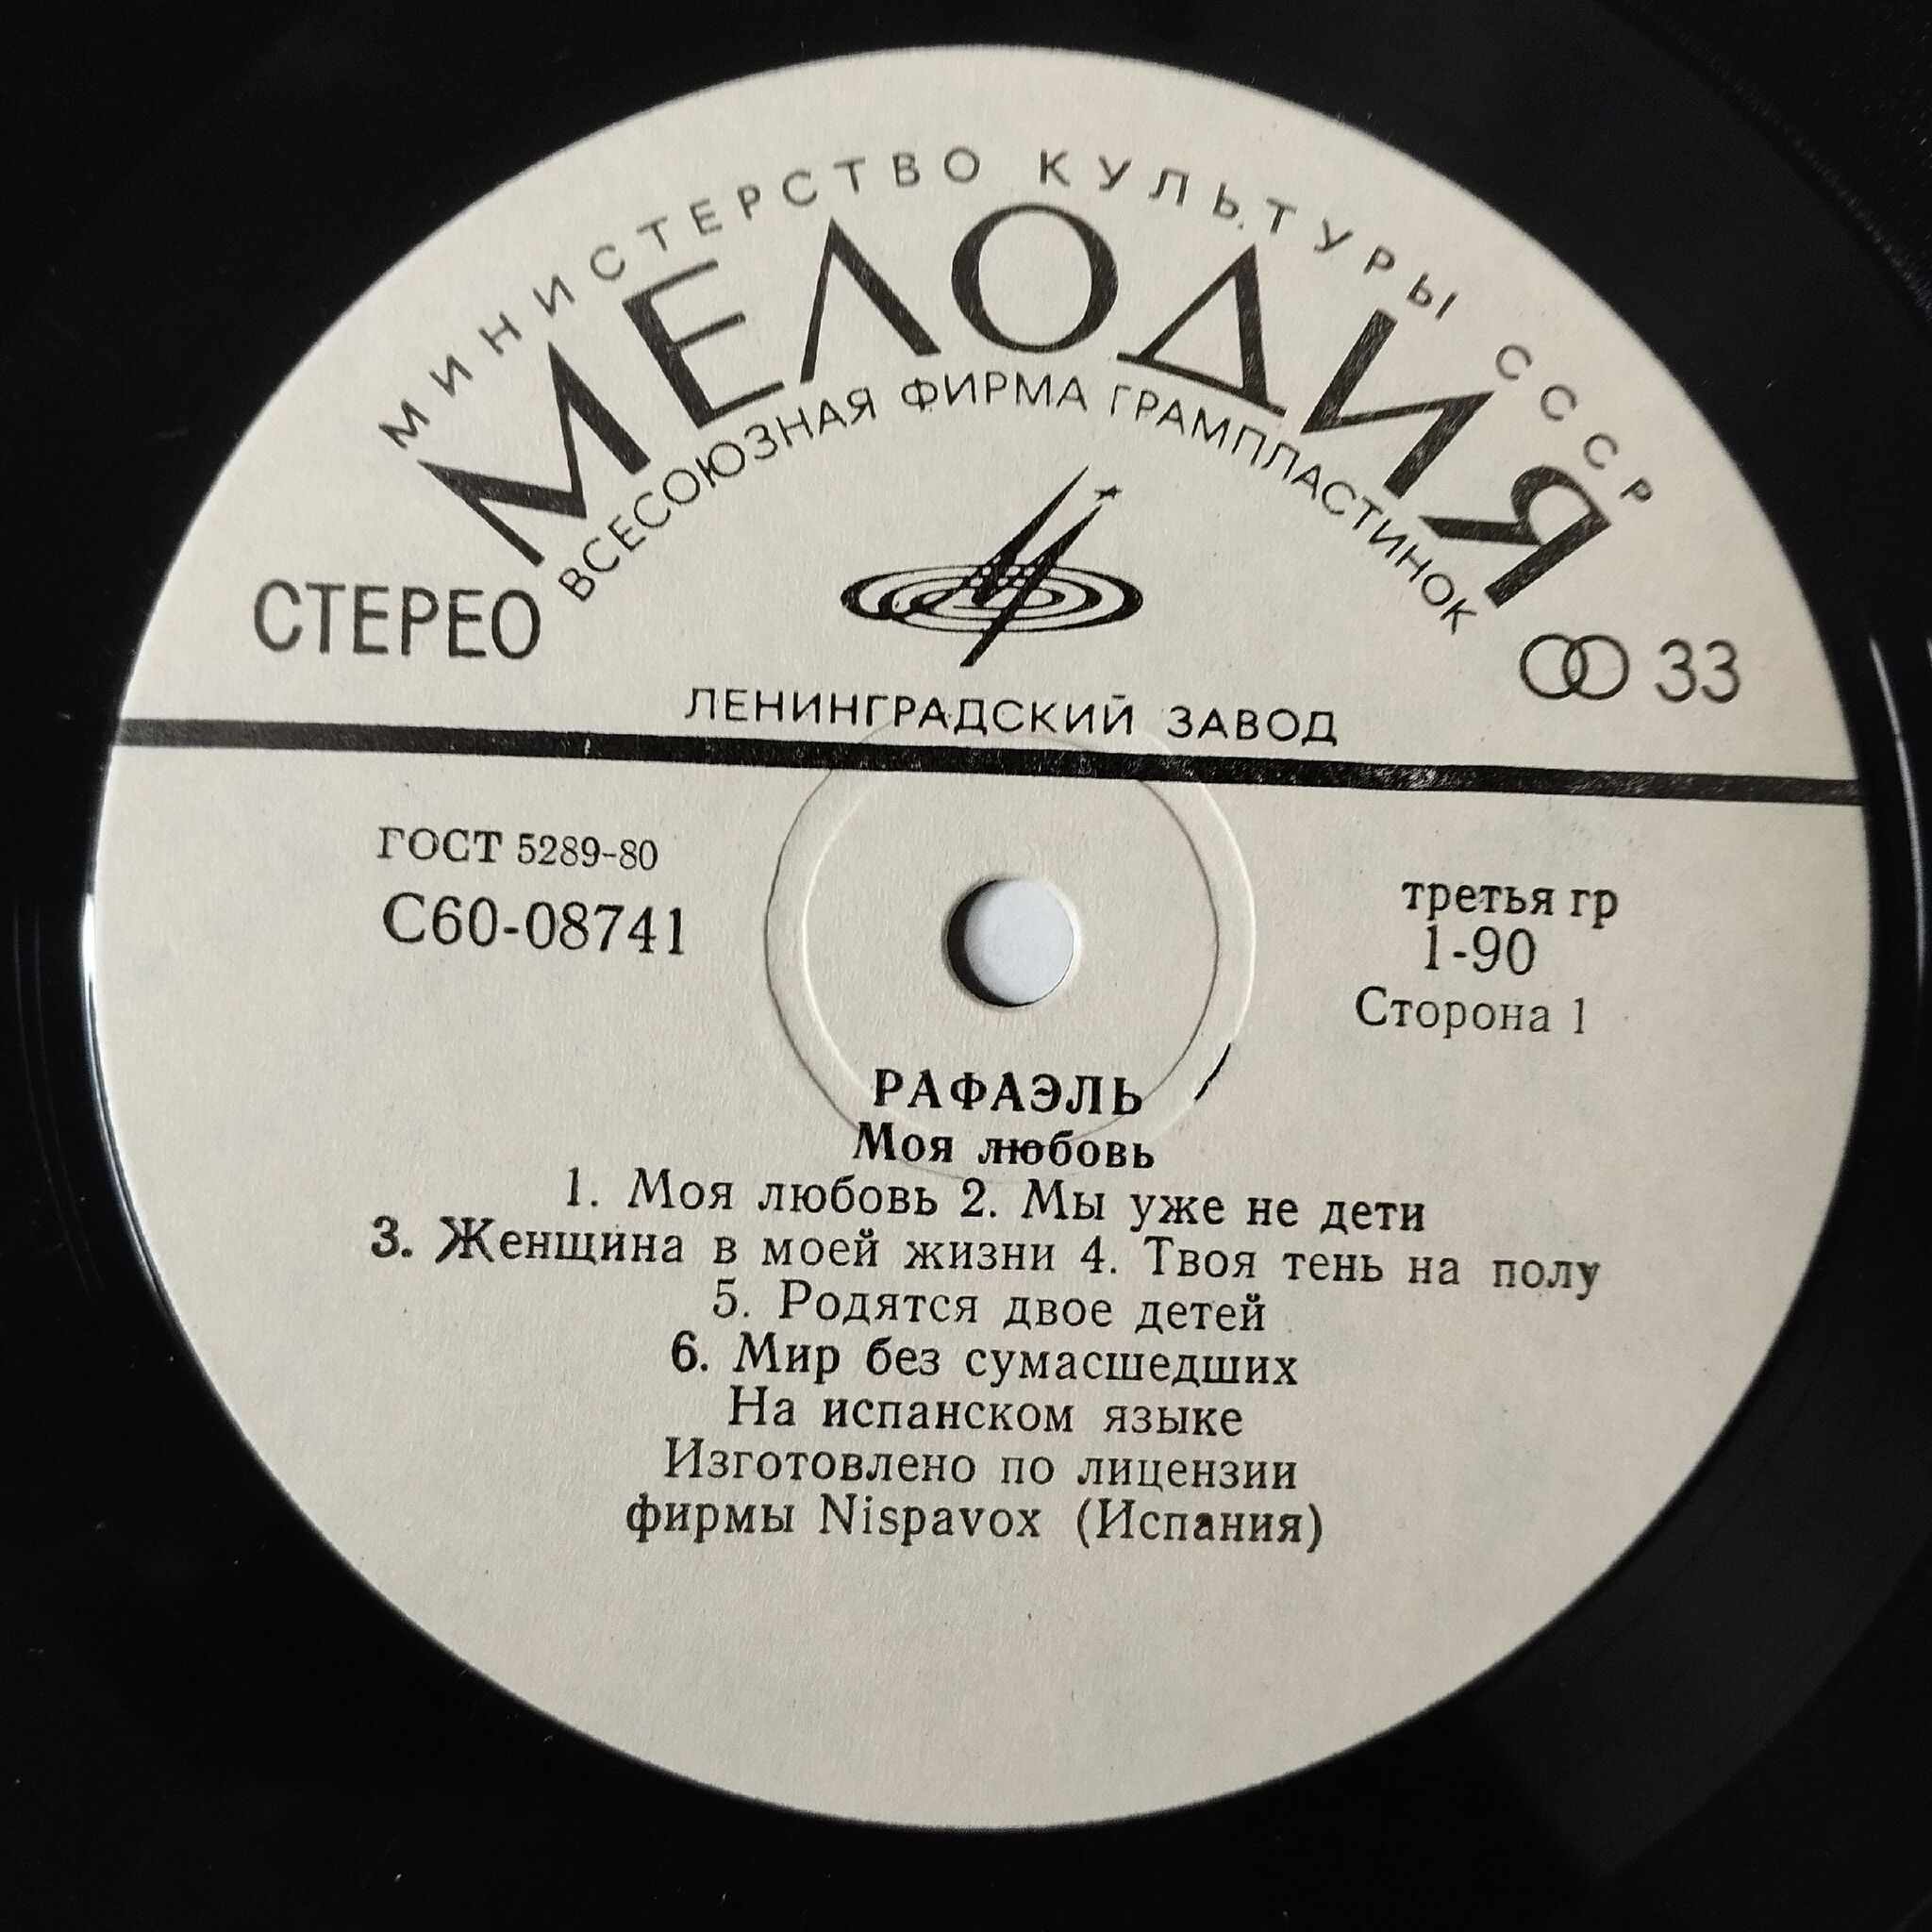 МИНИСТЕРСТВО КУЛЬТУРЫ СССР
МЕЛОДИЯ
ВСЕСОЮЗНАЯ ФИРМА ГРАМПЛАСТИНОК
СТЕРЕО
33
ЛЕНИНГРАДСКИЙ ЗАВОД
ГОСТ 5289-80
С60-08741
третья гр
1-90
Сторона 1
РАФАЭЛЬ
Моя любовь
1. Моя любовь 2. Мы уже не дети
3. Женщина в моей жизни 4. Твоя тень на полу
5. Родятся двое детей
6. Мир без сумасшедших
На испанском языке
Изготовлено по лицензии
фирмы Nispavox (Испания)